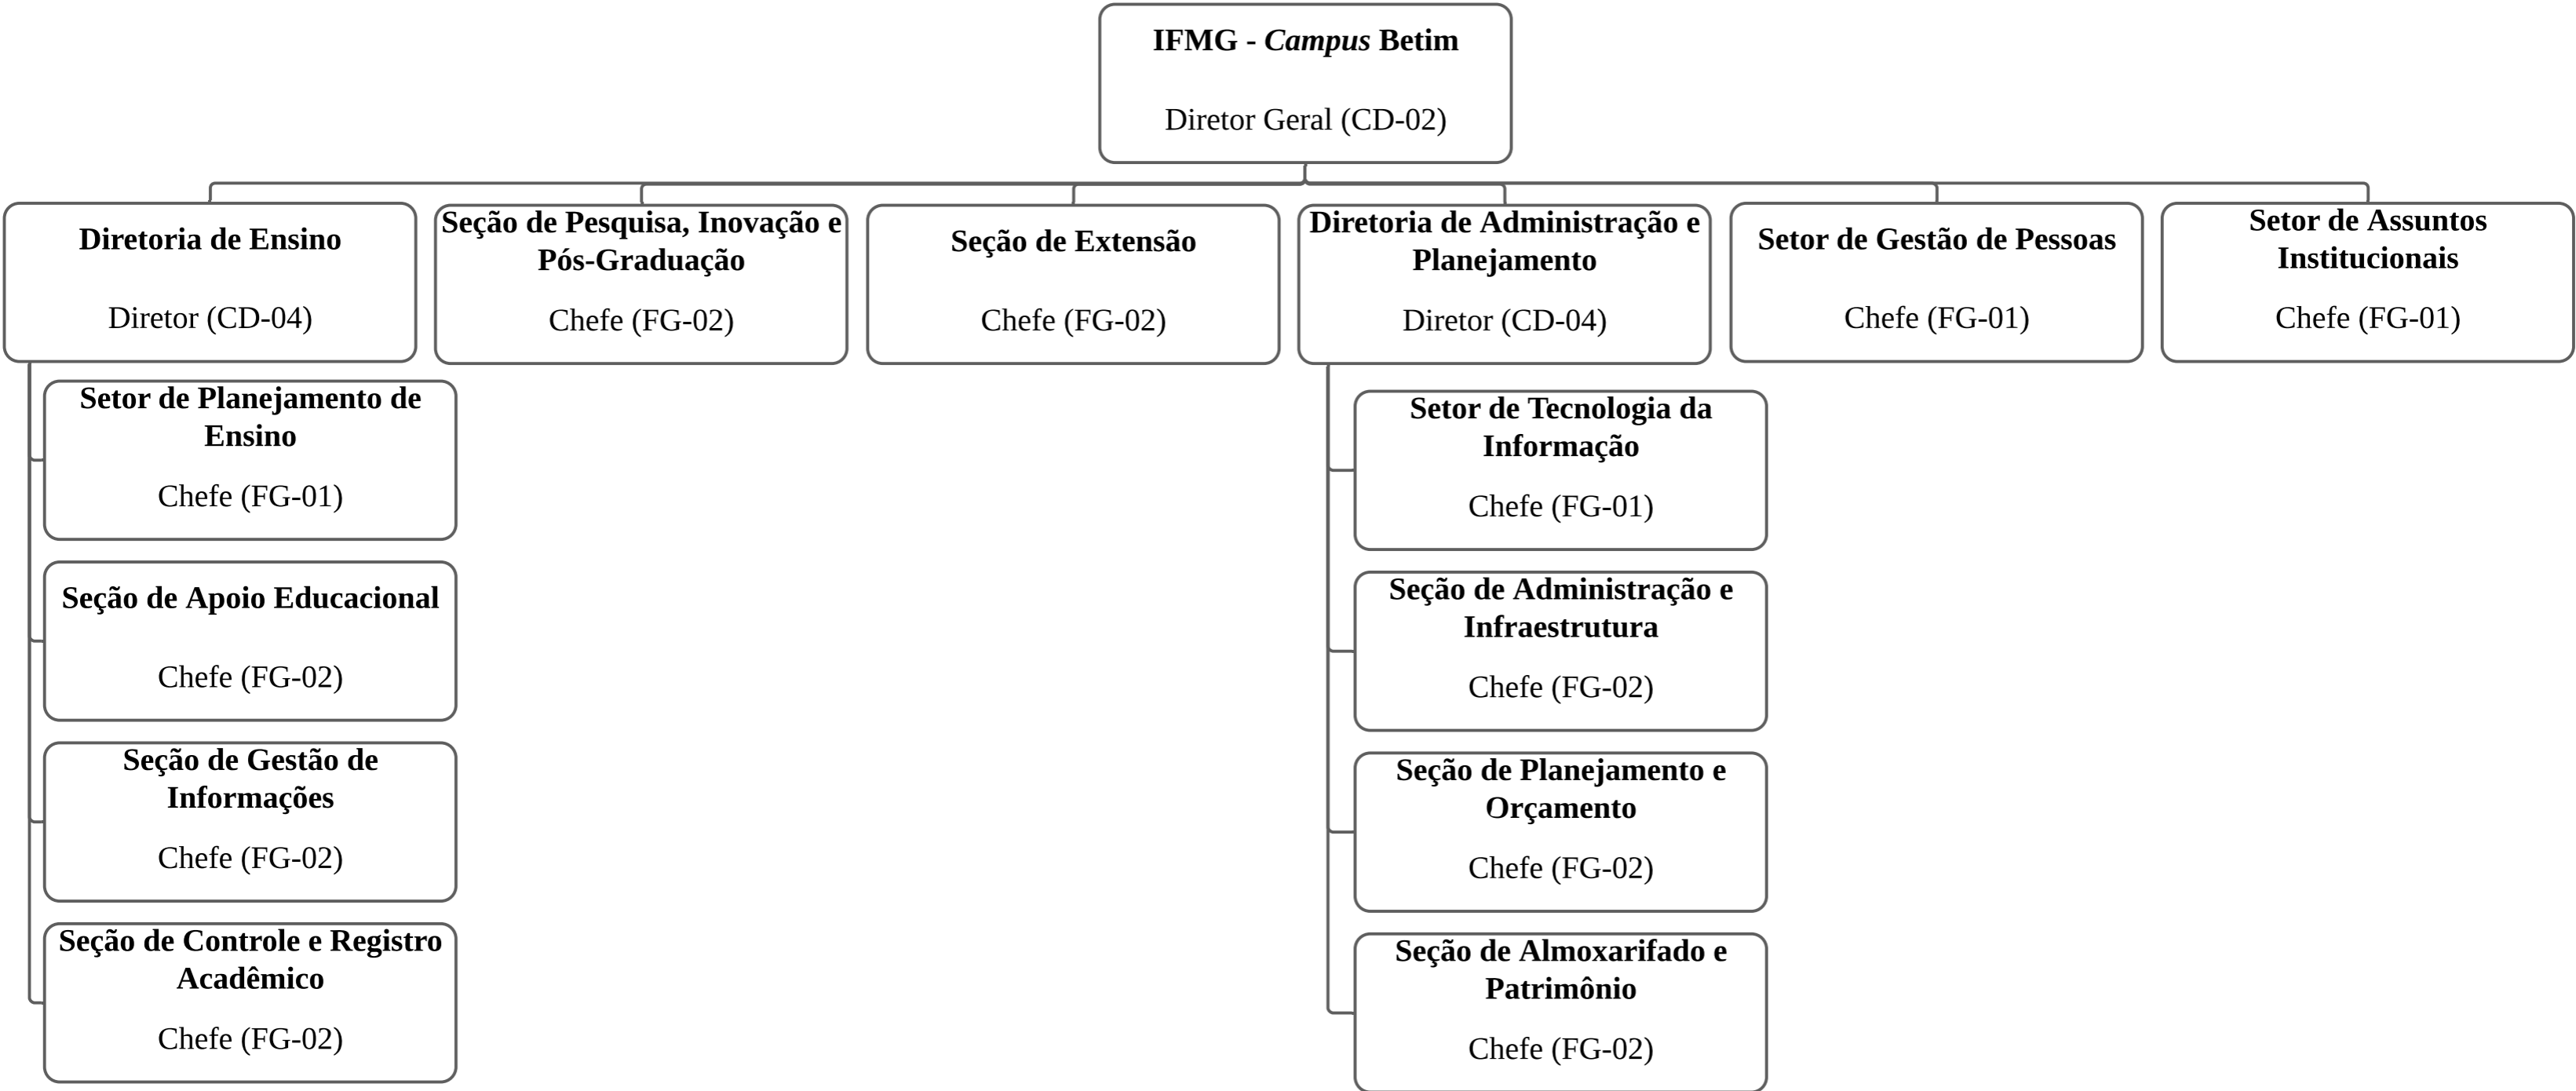 IFMG - Campus Betim
Diretor Geral (CD-02)
Diretoria de Ensino
Diretor (CD-04)
Seção de Pesquisa, Inovação e
Pós-Graduação
Chefe (FG-02)
Seção de Extensão
Chefe (FG-02)
Diretoria de Administração e
Planejamento
Diretor (CD-04)
Setor de Gestão de Pessoas
Chefe (FG-01)
Setor de Assuntos
Institucionais
Chefe (FG-01)
Setor de Planejamento de
Ensino
Chefe (FG-01)
Seção de Apoio Educacional
Chefe (FG-02)
Seção de Gestão de
Informações
Chefe (FG-02)
Seção de Controle e Registro
Acadêmico
Chefe (FG-02)
Setor de Tecnologia da
Informação
Chefe (FG-01)
Seção de Administração e
Infraestrutura
Chefe (FG-02)
Seção de Planejamento e
Orçamento
Chefe (FG-02)
Seção de Almoxarifado e
Patrimônio
Chefe (FG-02)